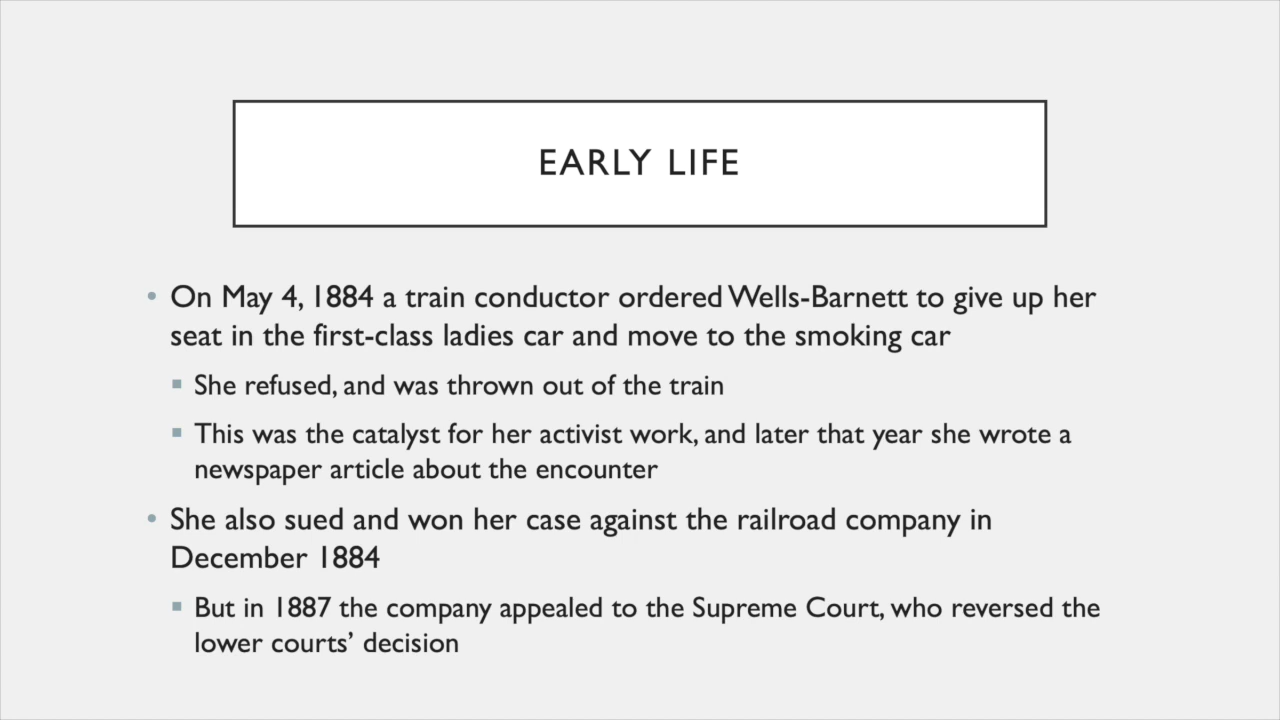 EARLY LIFE
• On May 4, 1884 a train conductor ordered Wells-Barnett to give up her
seat in the first-class ladies car and move to the smoking car
▪ She refused, and was thrown out of the train
▪ This was the catalyst for her activist work, and later that year she wrote a
newspaper article about the encounter
• She also sued and won her case against the railroad company in
December 1884
▪ But in 1887 the company appealed to the Supreme Court, who reversed the
lower courts’ decision